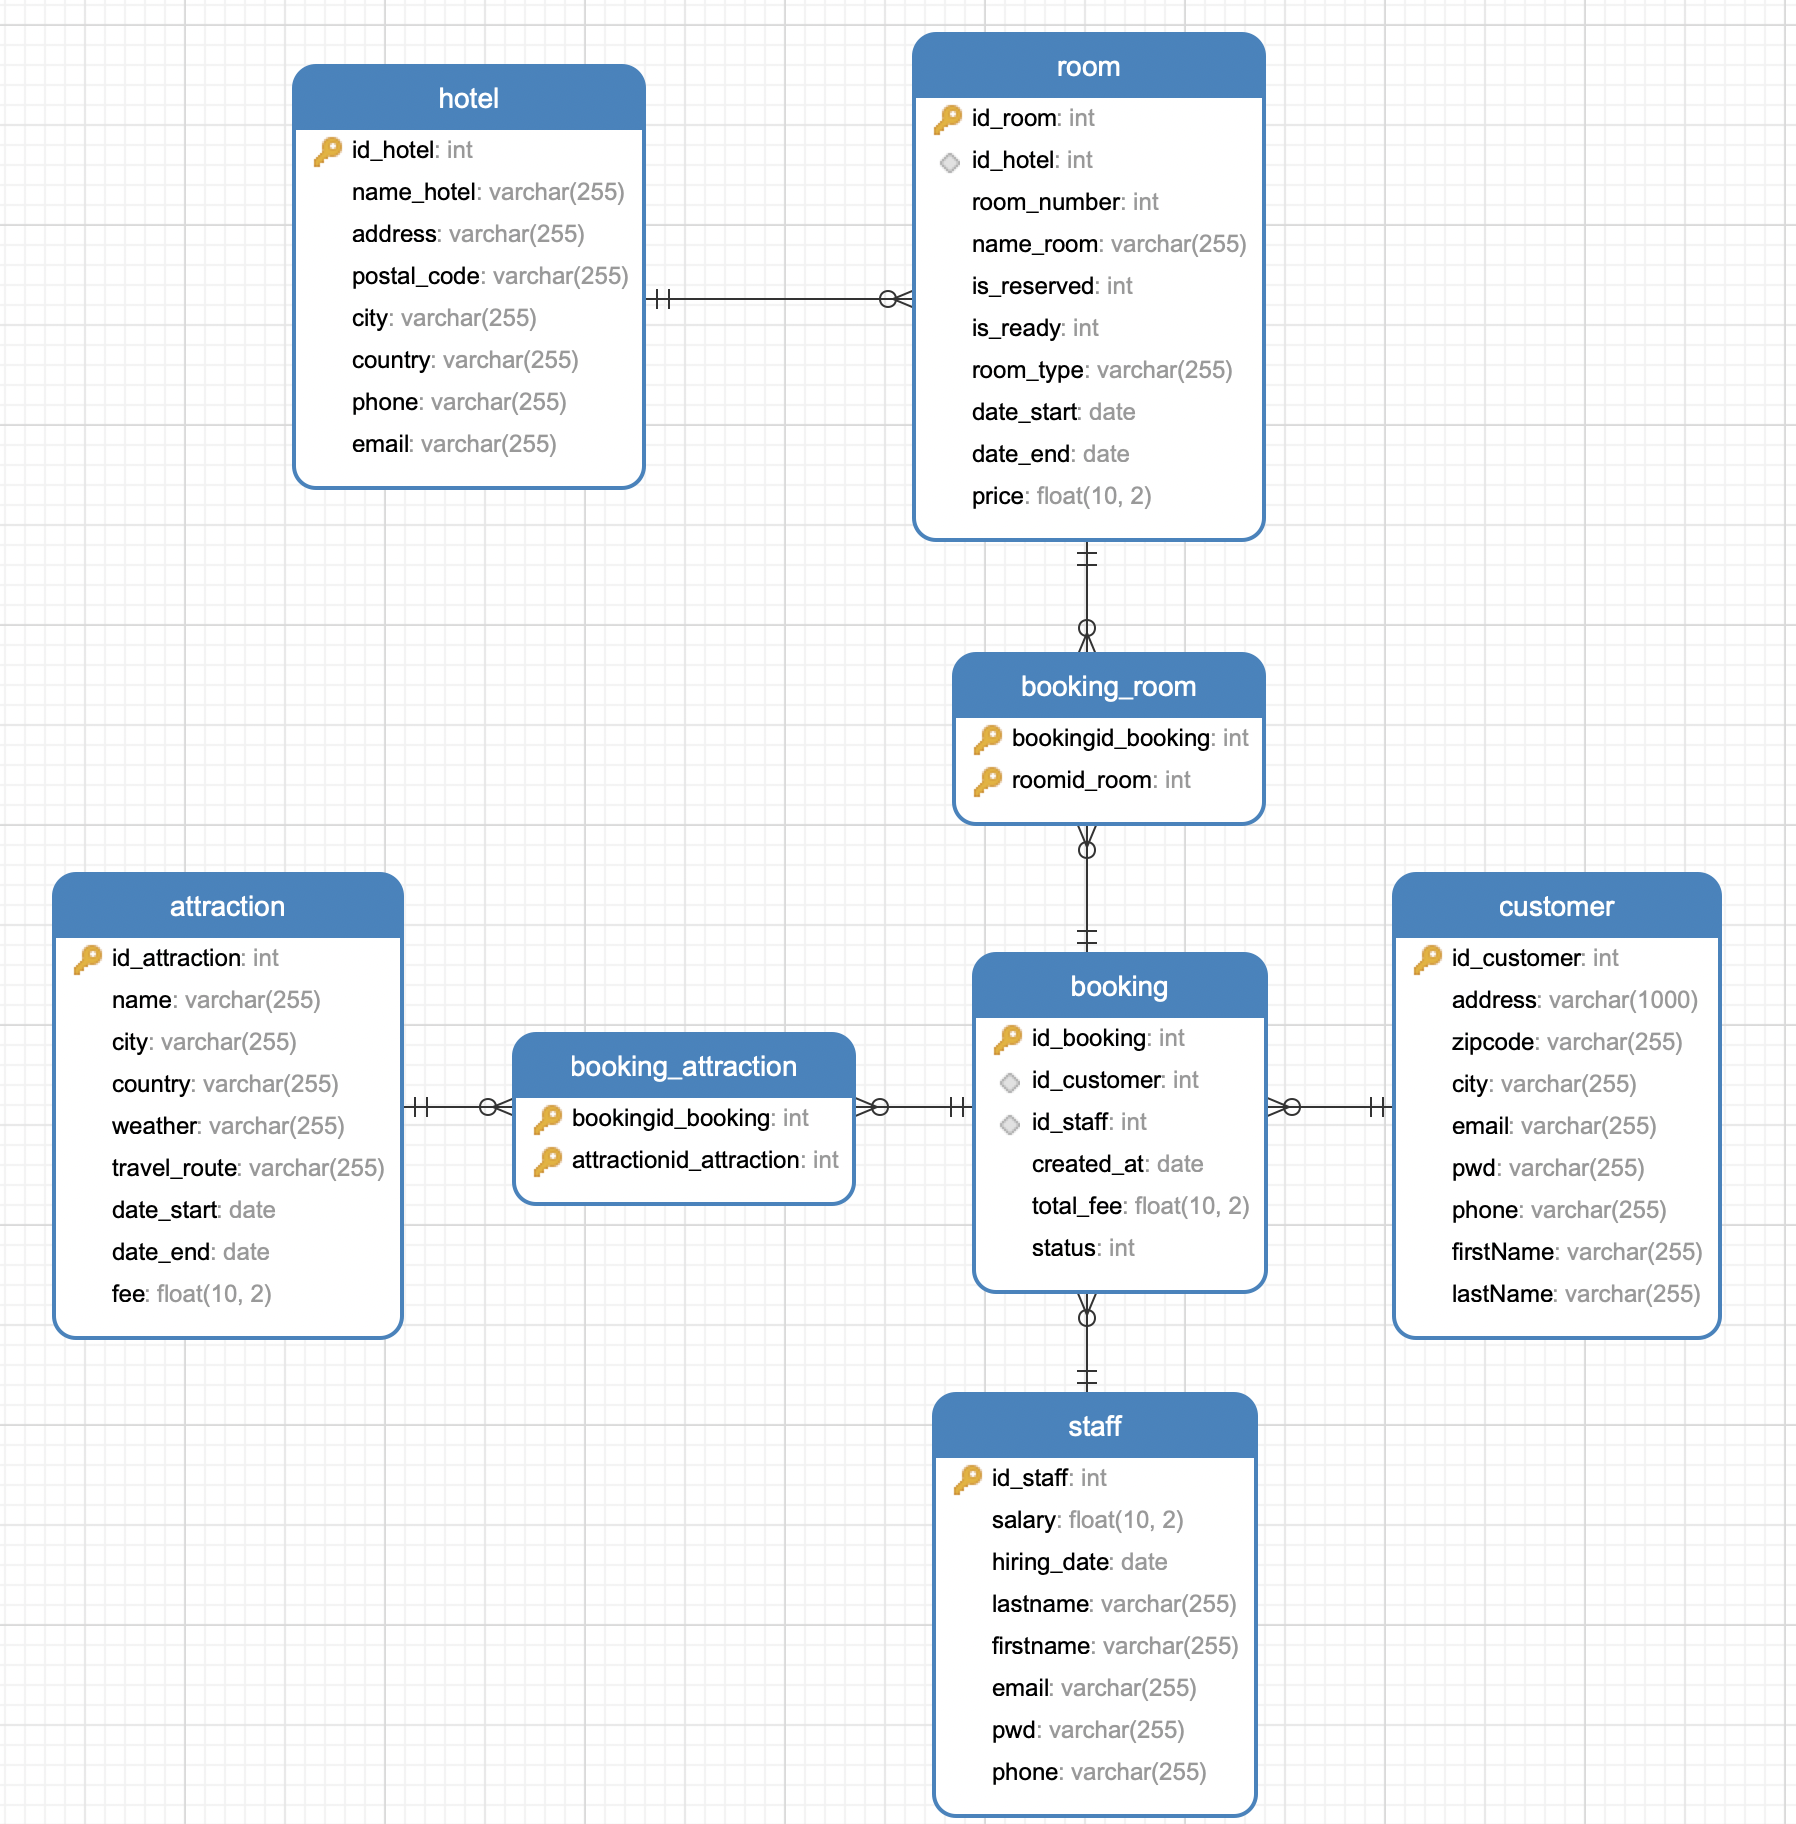 hotel
id_hotel: int
name_hotel: varchar(255)
address: varchar(255)
postal_code: varchar(255)
city: varchar(255)
country: varchar(255)
phone: varchar(255)
email: varchar(255)
room
id_room: int
id_hotel: int
room_number: int
name_room: varchar(255)
is_reserved: int
is_ready: int
room_type: varchar(255)
date_start: date
date_end: date
price: float(10, 2)
booking_room
bookingid_booking: int
roomid_room: int
attraction
id_attraction: int
name: varchar(255)
city: varchar(255)
country: varchar(255)
weather: varchar(255)
travel_route: varchar(255)
date_start: date
date_end: date
fee: float(10, 2)
booking_attraction
bookingid_booking: int
attractionid_attraction: int
booking
id_booking: int
id_customer: int
id_staff: int
created_at: date
total_fee: float(10, 2)
status: int
customer
id_customer: int
address: varchar(1000)
zipcode: varchar(255)
city: varchar(255)
email: varchar(255)
pwd: varchar(255)
phone: varchar(255)
firstName: varchar(255)
lastName: varchar(255)
staff
id_staff: int
salary: float(10, 2)
hiring_date: date
lastname: varchar(255)
firstname: varchar(255)
email: varchar(255)
pwd: varchar(255)
phone: varchar(255)